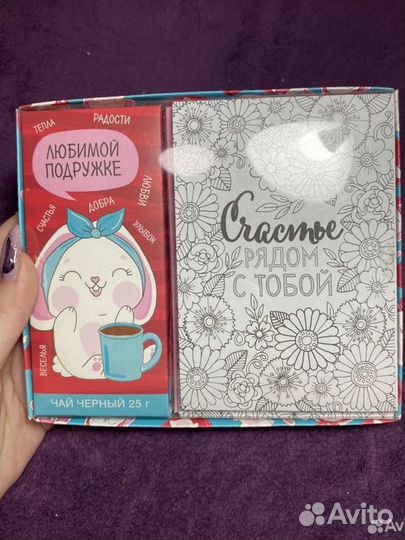 ТЕПЛА
РАДОСТИ
ЛЮБИМОЙ
ПОДРУЖКЕ
ЛЮБВИ
СЧАСТЬЯ
ДОБРА
УЛЫБОК
ВЕСЕЛЬЯ
ЧАЙ ЧЕРНЫЙ 25 г
Счастье
РЯДОМ
С ТОБОЙ
Avito